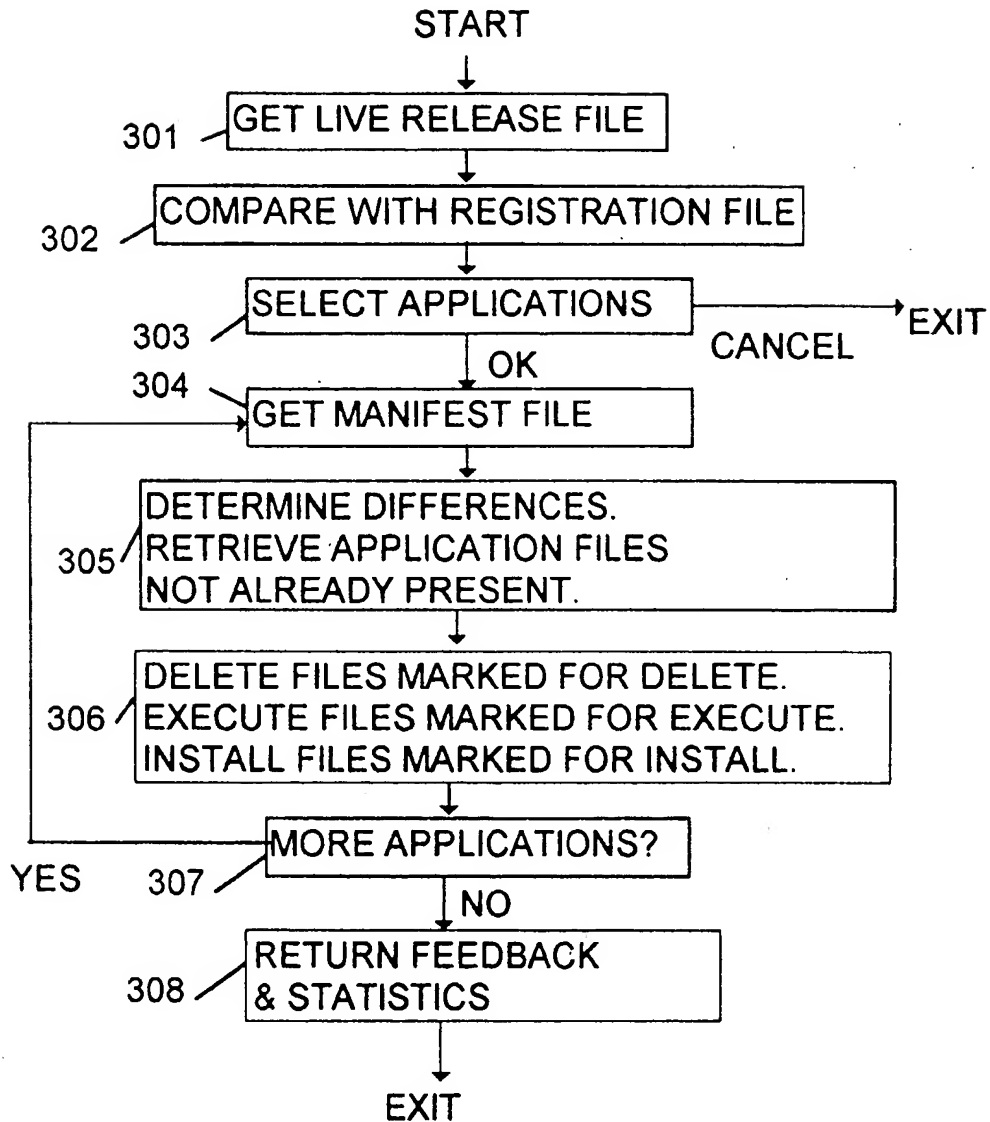 START
301 GET LIVE RELEASE FILE
302 COMPARE WITH REGISTRATION FILE
303 SELECT APPLICATIONS
EXIT
CANCEL
OK
304
GET MANIFEST FILE
305
DETERMINE DIFFERENCES.
RETRIEVE APPLICATION FILES
NOT ALREADY PRESENT.
306
DELETE FILES MARKED FOR DELETE.
EXECUTE FILES MARKED FOR EXECUTE.
INSTALL FILES MARKED FOR INSTALL.
307 MORE APPLICATIONS?
YES
NO
308
RETURN FEEDBACK
& STATISTICS
EXIT